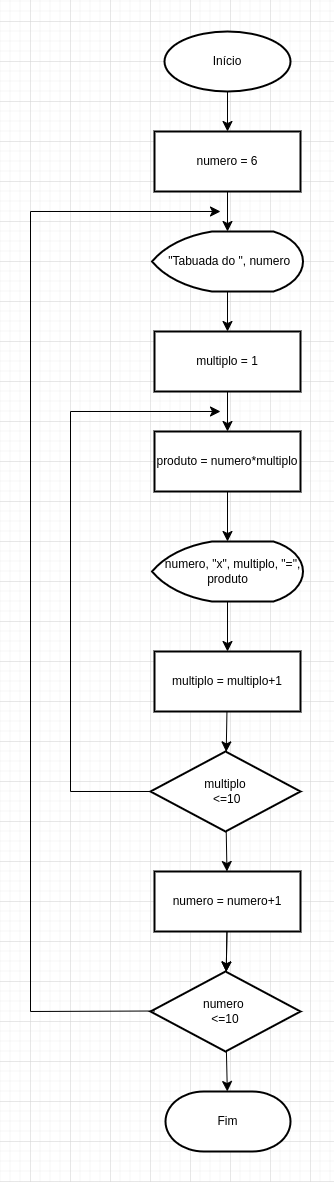 Início
numero = 6
"Tabuada do ", numero
multiplo = 1
produto = numero*multiplo
numero, "x", multiplo, "=",
produto
multiplo = multiplo+1
multiplo
<=10
numero = numero+1
numero
<=10
Fim